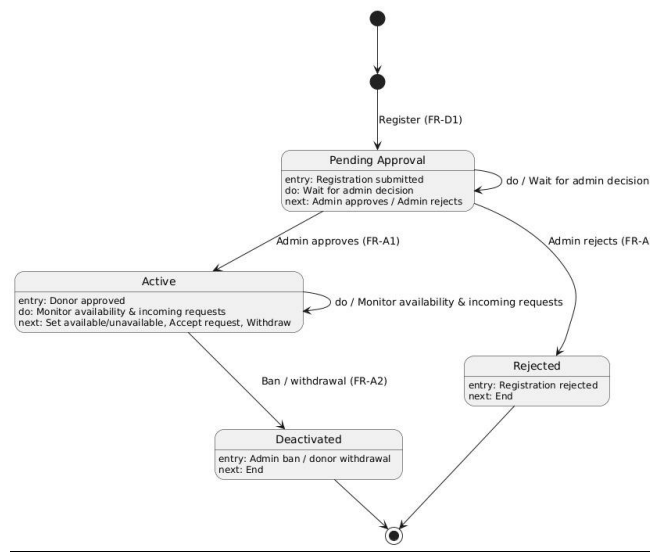 Register (FR-D1)
Pending Approval
entry: Registration submitted
do: Wait for admin decision
next: Admin approves / Admin rejects
do / Wait for admin decision
Admin approves (FR-A1)
Admin rejects (FR-A
Active
entry: Donor approved
do: Monitor availability & incoming requests
next: Set available/unavailable, Accept request, Withdraw
do / Monitor availability & incoming requests
Rejected
entry: Registration rejected
next: End
Ban / withdrawal (FR-A2)
Deactivated
entry: Admin ban / donor withdrawal
next: End